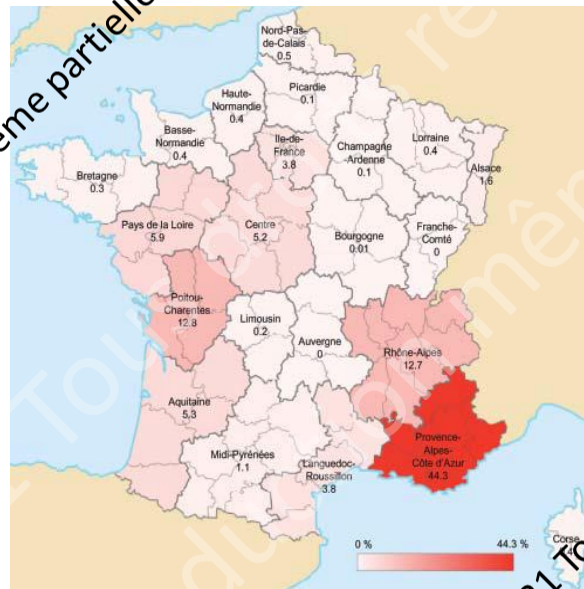 ème partielle
Nord-Pas-
de-Calais
0.5
Picardie
0.1
Haute-
Normandie
0.4
Basse-
Normandie
0.4
Ile-de-
France
3.8
Champagne
-Ardenne
0.1
Lorraine
0.4
Alsace
1.6
Bretagne
0.3
Pays de la Loire
5.9
Centre
5.2
Bourgogne
0.01
Franche-
Comté
0
Poitou-
Charentes
12.8
Limousin
0.2
Auvergne
0
Rhône-Alpes
12.7
Aquitaine
5.3
Midi-Pyrénées
1.1
Languedoc-
Roussillon
3.8
Provence-
Alpes-
Côte d'Azur
44.3
Corse
0 %
44.3 %